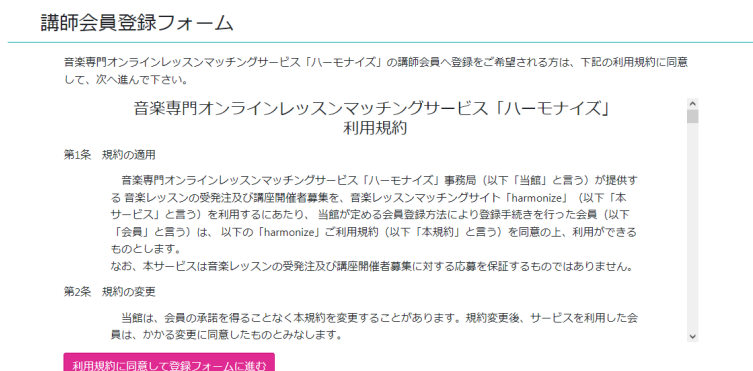 講師会員登録フォーム
音楽専門オンラインレッスンマッチングサービス「ハーモナイズ」の講師会員へ登録をご希望される方は、下記の利用規約に同意
して、次へ進んで下さい。
音楽専門オンラインレッスンマッチングサービス「ハーモナイズ」
利用規約
第1条　規約の適用
音楽専門オンラインレッスンマッチングサービス「ハーモナイズ」事務局（以下「当館」と言う）が提供す
る 音楽レッスンの受発注及び講座開催者募集を、音楽レッスンマッチングサイト「harmonize」（以下「本
サービス」と言う）を利用するにあたり、 当館が定める会員登録方法により登録手続きを行った会員（以下
「会員」と言う）は、 以下の「harmonize」ご利用規約（以下「本規約」と言う）を同意の上、利用ができる
ものとします。
なお、本サービスは音楽レッスンの受発注及び講座開催者募集に対する応募を保証するものではありません。
第2条　規約の変更
当館は、会員の承諾を得ることなく本規約を変更することがあります。規約変更後、サービスを利用した会
員は、かかる変更に同意したものとみなします。
利用規約に同意して登録フォームに進む